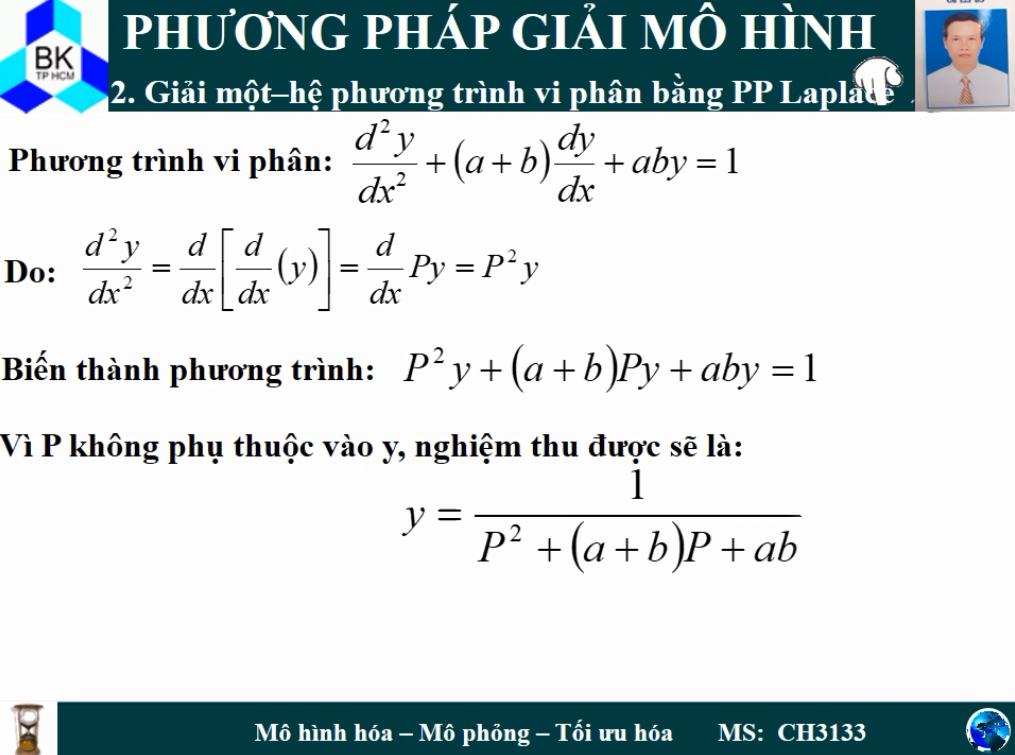 BK
TP HCM
PHƯƠNG PHÁP GIẢI MÔ HÌNH
2. Giải một–hệ phương trình vi phân bằng PP Laplace
Phương trình vi phân: d²y/dx² + (a + b)dy/dx + aby = 1
Do: d²y/dx² = d/dx[d/dx(y)] = d/dx Py = P²y
Biến thành phương trình: P²y + (a + b)Py + aby = 1
Vì P không phụ thuộc vào y, nghiệm thu được sẽ là:
y = 1/(P² + (a + b)P + ab)
Mô hình hóa – Mô phỏng – Tối ưu hóa MS: CH3133